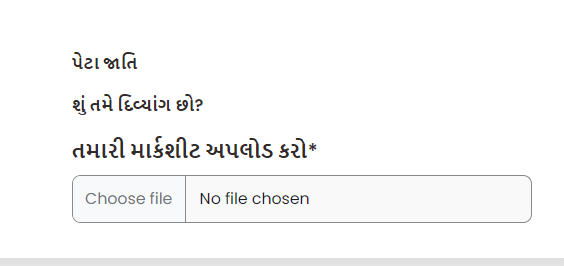 પેટા જાતિ
શું તમે દિવ્યાંગ છો?
તમારી માર્કશીટ અપલોડ કરો*
Choose file No file chosen